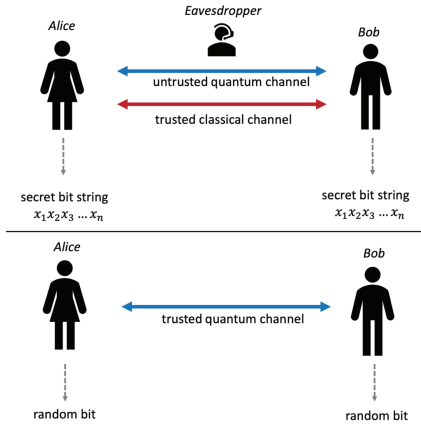 Eavesdropper
Alice
Bob
untrusted quantum channel
trusted classical channel
secret bit string
x₁x₂x₃ … xₙ
secret bit string
x₁x₂x₃ … xₙ
Alice
Bob
trusted quantum channel
random bit
random bit